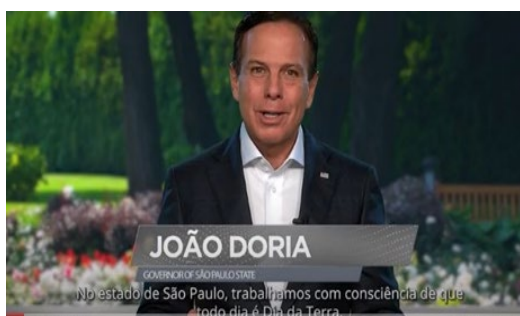 JOÃO DORIA
GOVERNOR OF SÃO PAULO STATE
No estado de São Paulo, trabalhamos com consciência de que
todo dia é Dia da Terra.